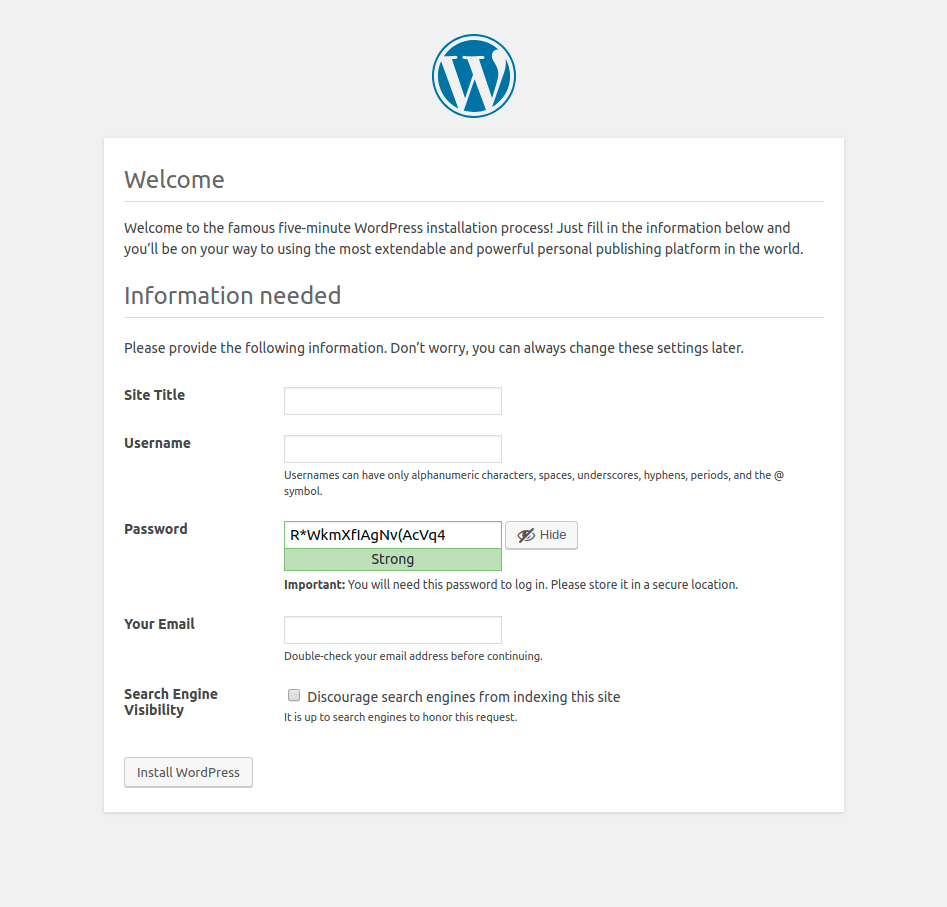 Welcome
Welcome to the famous five-minute WordPress installation process! Just fill in the information below and
you’ll be on your way to using the most extendable and powerful personal publishing platform in the world.
Information needed
Please provide the following information. Don’t worry, you can always change these settings later.
Site Title
Username
Usernames can have only alphanumeric characters, spaces, underscores, hyphens, periods, and the @
symbol.
Password
R*WkmXfIAgNv(AcVq4
Hide
Strong
Important: You will need this password to log in. Please store it in a secure location.
Your Email
Double-check your email address before continuing.
Search Engine
Visibility
Discourage search engines from indexing this site
It is up to search engines to honor this request.
Install WordPress